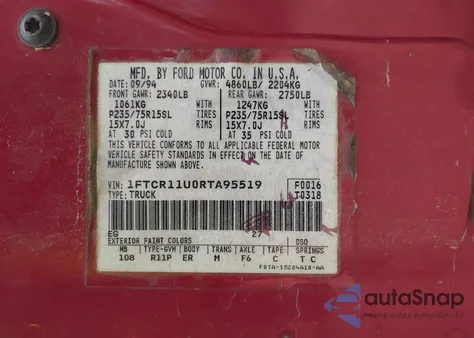 MFD. BY FORD MOTOR CO. IN U.S.A.
DATE: 09/94 GVWR: 4860LB/ 2204KG
FRONT GAWR: 2340LB REAR GAWR: 2750LB
1061KG WITH 1247KG WITH
P235/75R15SL TIRES P235/75R15SL TIRES
15X7.0J RIMS 15X7.0J RIMS
AT 30 PSI COLD AT 35 PSI COLD
THIS VEHICLE CONFORMS TO ALL APPLICABLE FEDERAL MOTOR
VEHICLE SAFETY STANDARDS IN EFFECT ON THE DATE OF
MANUFACTURE SHOWN ABOVE.
VIN: 1FTCR11U0RTA95519 F0016
TYPE: TRUCK T0318
EG 27
EXTERIOR PAINT COLORS DSO
WB TYPE-GVM BODY TRANS AXLE TAPE SPRINGS
108 R11P ER M F6 C T C
autoSnap